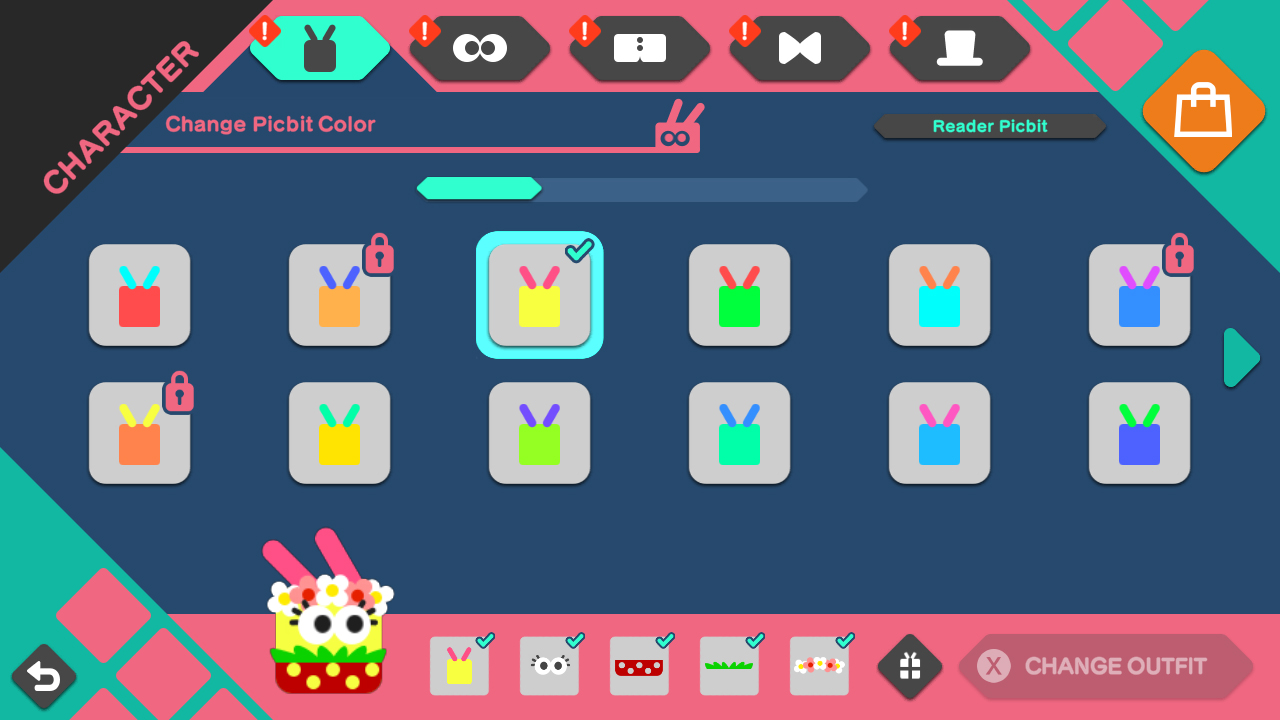 CHARACTER
!
!
!
!
!
Change Picbit Color
Reader Picbit
X CHANGE OUTFIT